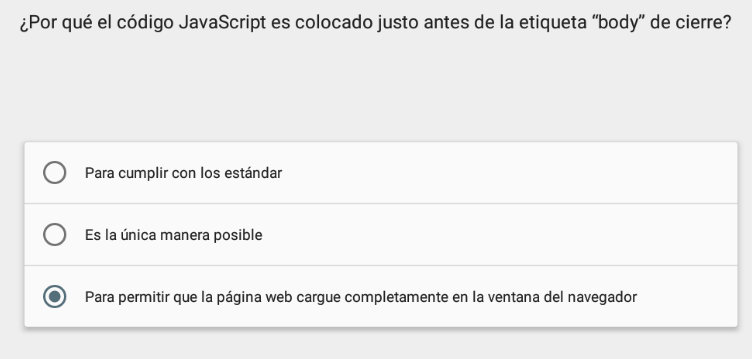 ¿Por qué el código JavaScript es colocado justo antes de la etiqueta “body” de cierre?
Para cumplir con los estándar
Es la única manera posible
Para permitir que la página web cargue completamente en la ventana del navegador